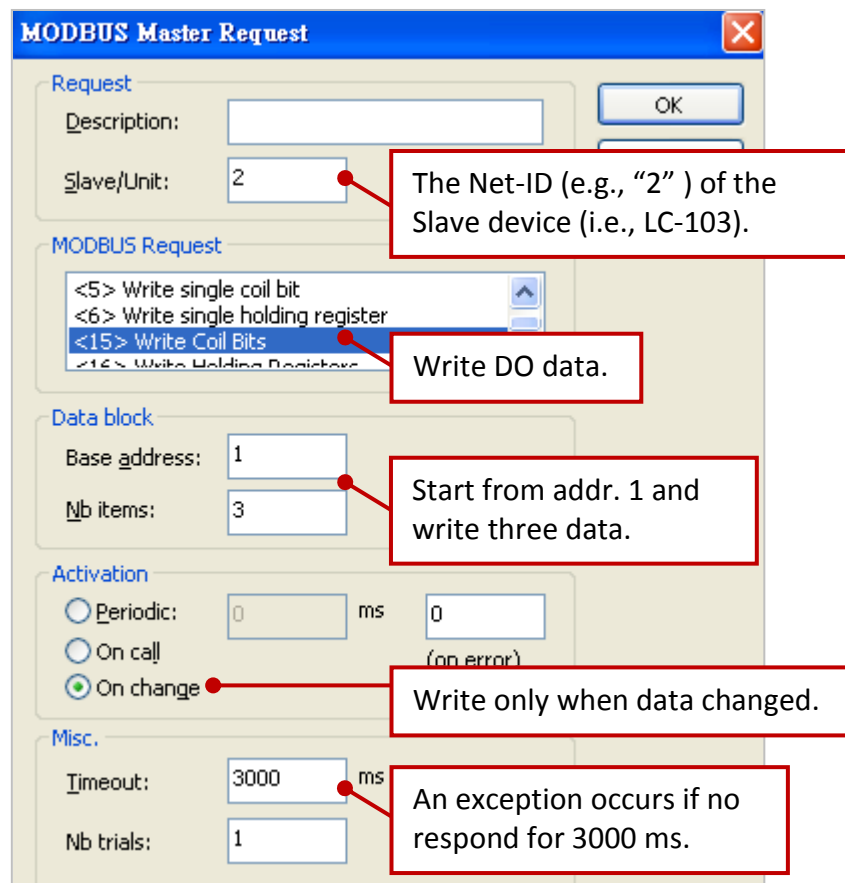 MODBUS Master Request
Request
OK
Description:
Slave/Unit:
2
The Net-ID (e.g., “2” ) of the
Slave device (i.e., LC-103).
MODBUS Request
<5> Write single coil bit
<6> Write single holding register
<15> Write Coil Bits
<16> Write Holding Registers
Write DO data.
Data block
Base address:
1
Nb items:
3
Start from addr. 1 and
write three data.
Activation
Periodic:
0
ms
0
On call
(on error)
On change
Write only when data changed.
Misc.
Timeout:
3000
ms
An exception occurs if no
respond for 3000 ms.
Nb trials:
1